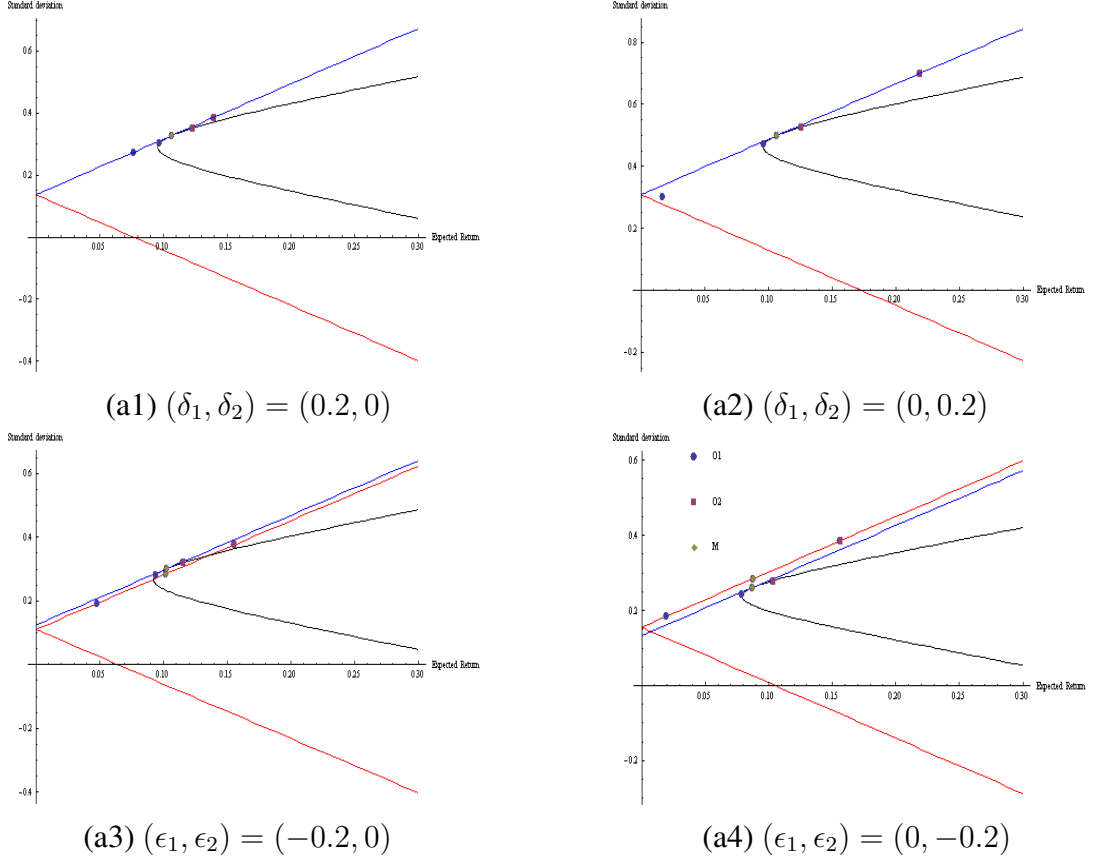 Standard deviation
0.6
0.4
0.2
Expected Return
0.05 0.10 0.15 0.20 0.25 0.30
-0.2
-0.4
(a1) (δ₁, δ₂) = (0.2, 0)
Standard deviation
0.8
0.6
0.4
0.2
Expected Return
0.05 0.10 0.15 0.20 0.25 0.30
-0.2
(a2) (δ₁, δ₂) = (0, 0.2)
Standard deviation
0.6
0.4
0.2
Expected Return
0.05 0.10 0.15 0.20 0.25 0.30
-0.2
-0.4
(a3) (ϵ₁, ϵ₂) = (−0.2, 0)
Standard deviation
O1
O2
M
0.6
0.4
0.2
Expected Return
0.05 0.10 0.15 0.20 0.25 0.30
-0.2
(a4) (ϵ₁, ϵ₂) = (0, −0.2)